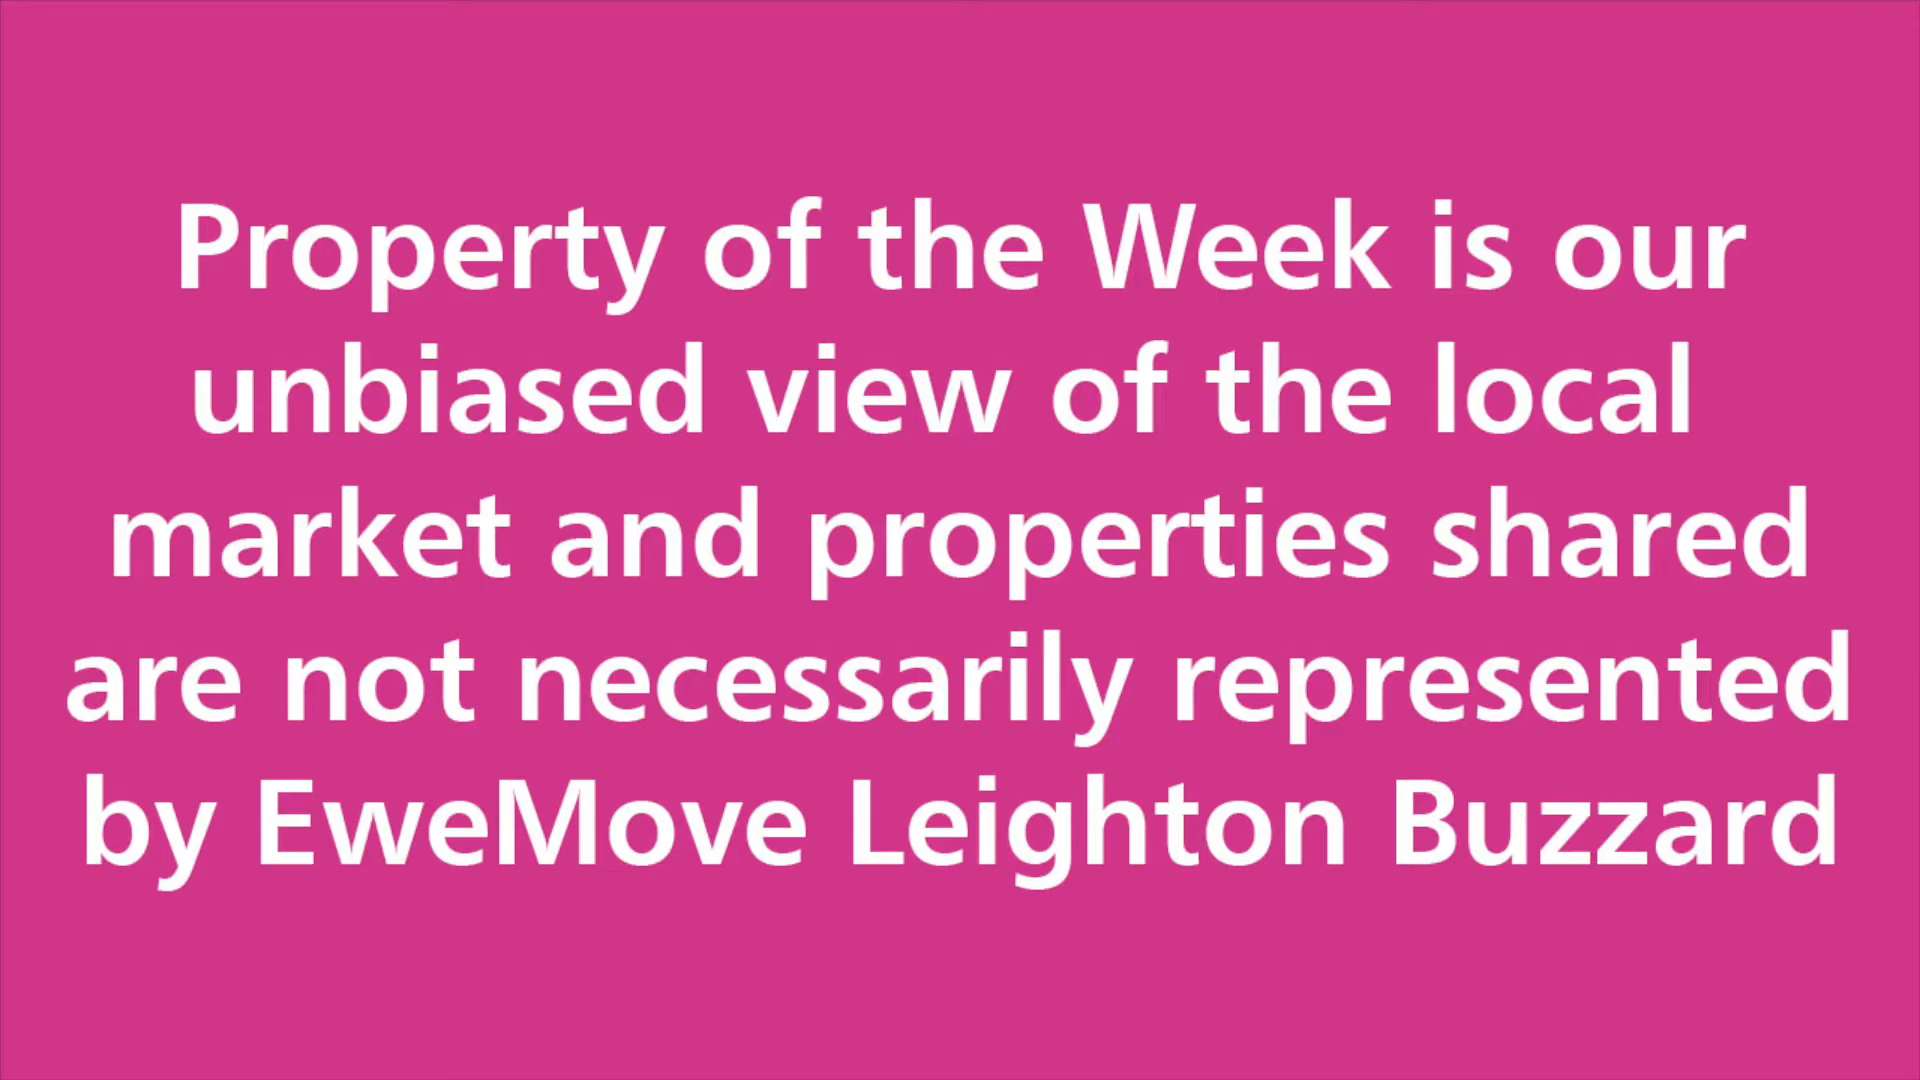 Property of the Week is our
unbiased view of the local
market and properties shared
are not necessarily represented
by EweMove Leighton Buzzard